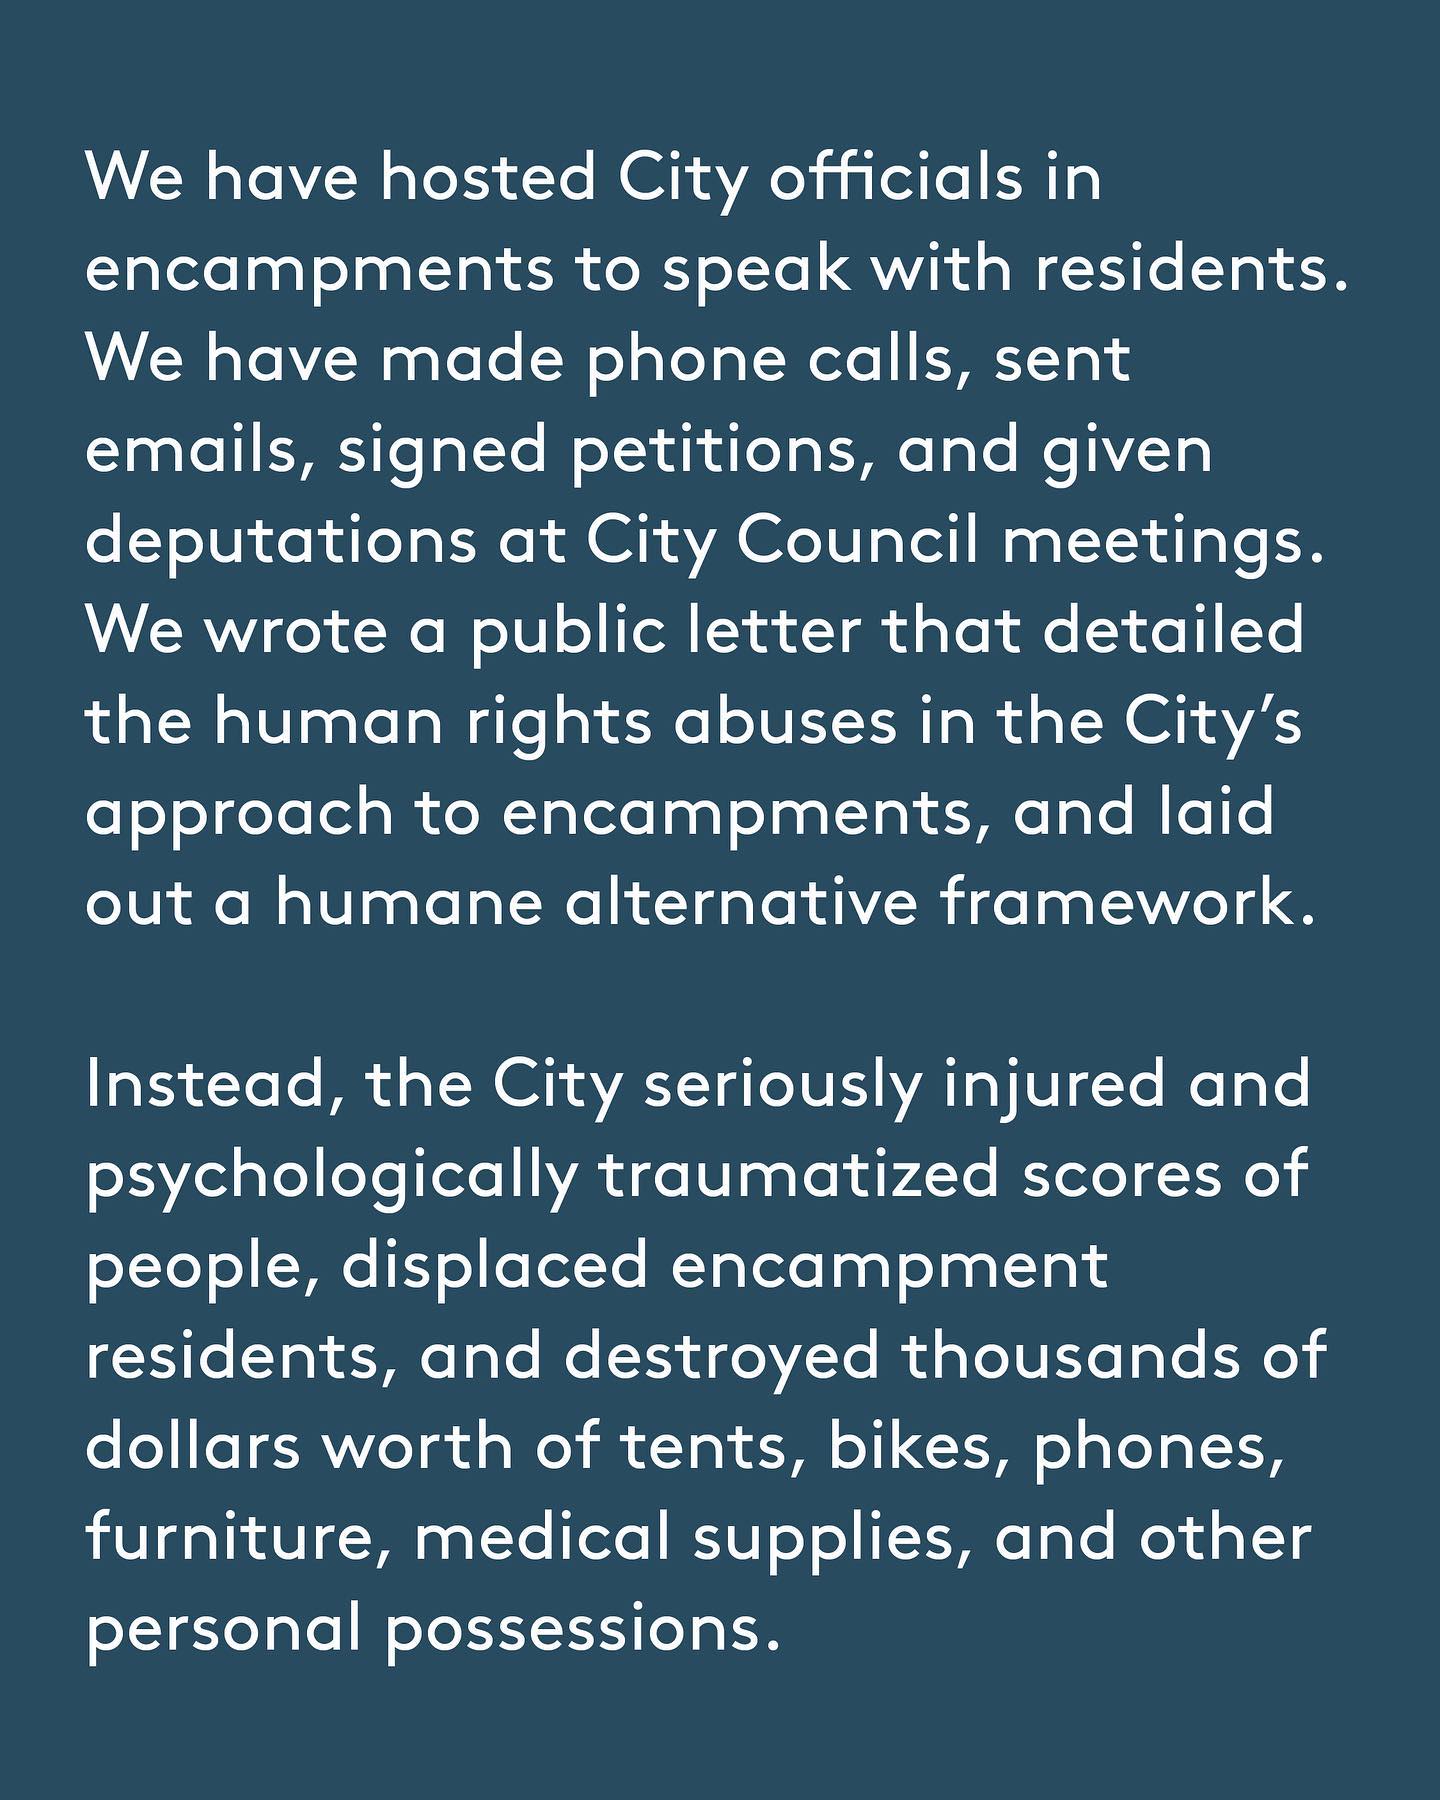 We have hosted City officials in
encampments to speak with residents.
We have made phone calls, sent
emails, signed petitions, and given
deputations at City Council meetings.
We wrote a public letter that detailed
the human rights abuses in the City’s
approach to encampments, and laid
out a humane alternative framework.
Instead, the City seriously injured and
psychologically traumatized scores of
people, displaced encampment
residents, and destroyed thousands of
dollars worth of tents, bikes, phones,
furniture, medical supplies, and other
personal possessions.